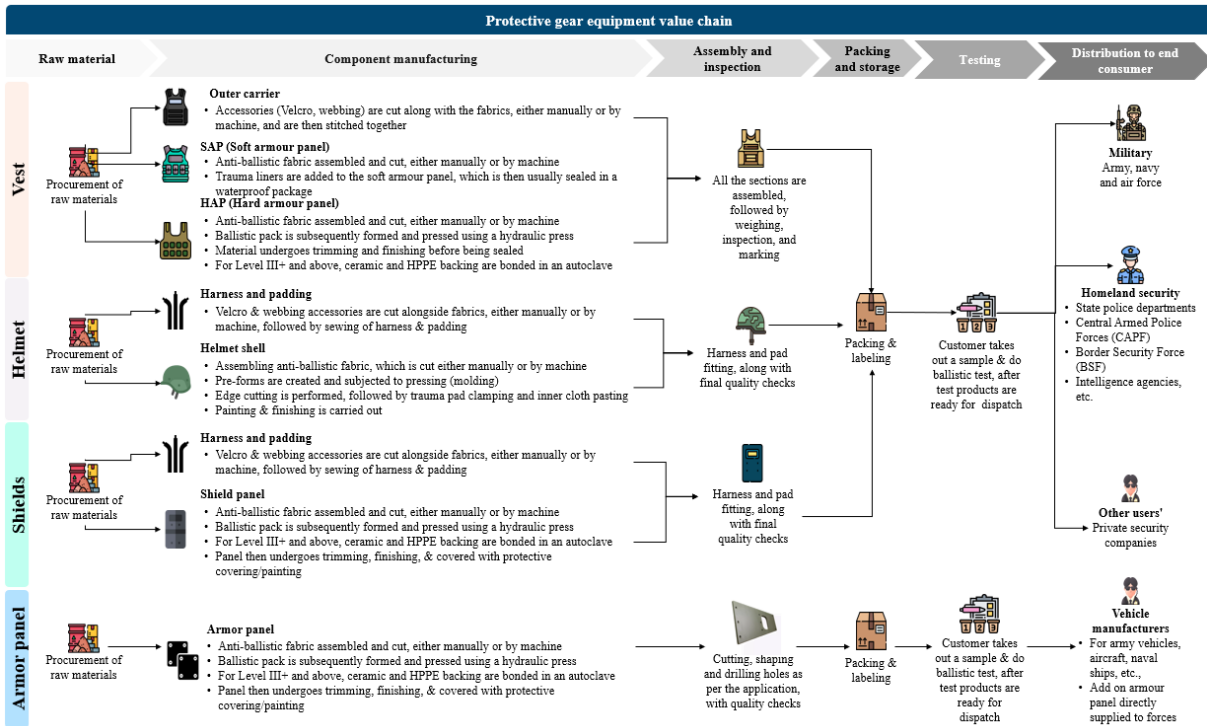 Protective gear equipment value chain
Raw material
Component manufacturing
Assembly and
inspection
Packing
and storage
Testing
Distribution to end
consumer
Vest
Procurement of
raw materials
Outer carrier
• Accessories (Velcro, webbing) are cut along with the fabrics, either manually or by
machine, and are then stitched together
SAP (Soft armour panel)
• Anti-ballistic fabric assembled and cut, either manually or by machine
• Trauma liners are added to the soft armour panel, which is then usually sealed in a
waterproof package
HAP (Hard armour panel)
• Anti-ballistic fabric assembled and cut, either manually or by machine
• Ballistic pack is subsequently formed and pressed using a hydraulic press
• Material undergoes trimming and finishing before being sealed
• For Level III+ and above, ceramic and HPPE backing are bonded in an autoclave
All the sections are
assembled,
followed by
weighing,
inspection, and
marking
Helmet
Procurement of
raw materials
Harness and padding
• Velcro & webbing accessories are cut alongside fabrics, either manually or by
machine, followed by sewing of harness & padding
Helmet shell
• Assembling anti-ballistic fabric, which is cut either manually or by machine
• Pre-forms are created and subjected to pressing (molding)
• Edge cutting is performed, followed by trauma pad clamping and inner cloth pasting
• Painting & finishing is carried out
Harness and pad
fitting, along with
final quality checks
Shields
Procurement of
raw materials
Harness and padding
• Velcro & webbing accessories are cut alongside fabrics, either manually or by
machine, followed by sewing of harness & padding
Shield panel
• Anti-ballistic fabric assembled and cut, either manually or by machine
• Ballistic pack is subsequently formed and pressed using a hydraulic press
• For Level III+ and above, ceramic and HPPE backing are bonded in an autoclave
• Panel then undergoes trimming, finishing, & covered with protective
covering/painting
Harness and pad
fitting, along
with final
quality checks
Packing &
labeling
1 2 3
Customer takes
out a sample & do
ballistic test, after
test products are
ready for dispatch
Military
Army, navy
and air force
Homeland security
• State police departments
• Central Armed Police
Forces (CAPF)
• Border Security Force
(BSF)
• Intelligence agencies,
etc.
Other users'
Private security
companies
Armor panel
Procurement of
raw materials
Armor panel
• Anti-ballistic fabric assembled and cut, either manually or by machine
• Ballistic pack is subsequently formed and pressed using a hydraulic press
• For Level III+ and above, ceramic and HPPE backing are bonded in an autoclave
• Panel then undergoes trimming, finishing, & covered with protective
covering/painting
Cutting, shaping
and drilling holes as
per the application,
with quality checks
Packing &
labeling
1 2 3
Customer takes
out a sample & do
ballistic test, after
test products are
ready for
dispatch
Vehicle
manufacturers
• For army vehicles,
aircraft, naval
ships, etc.,
• Add on armour
panel directly
supplied to forces